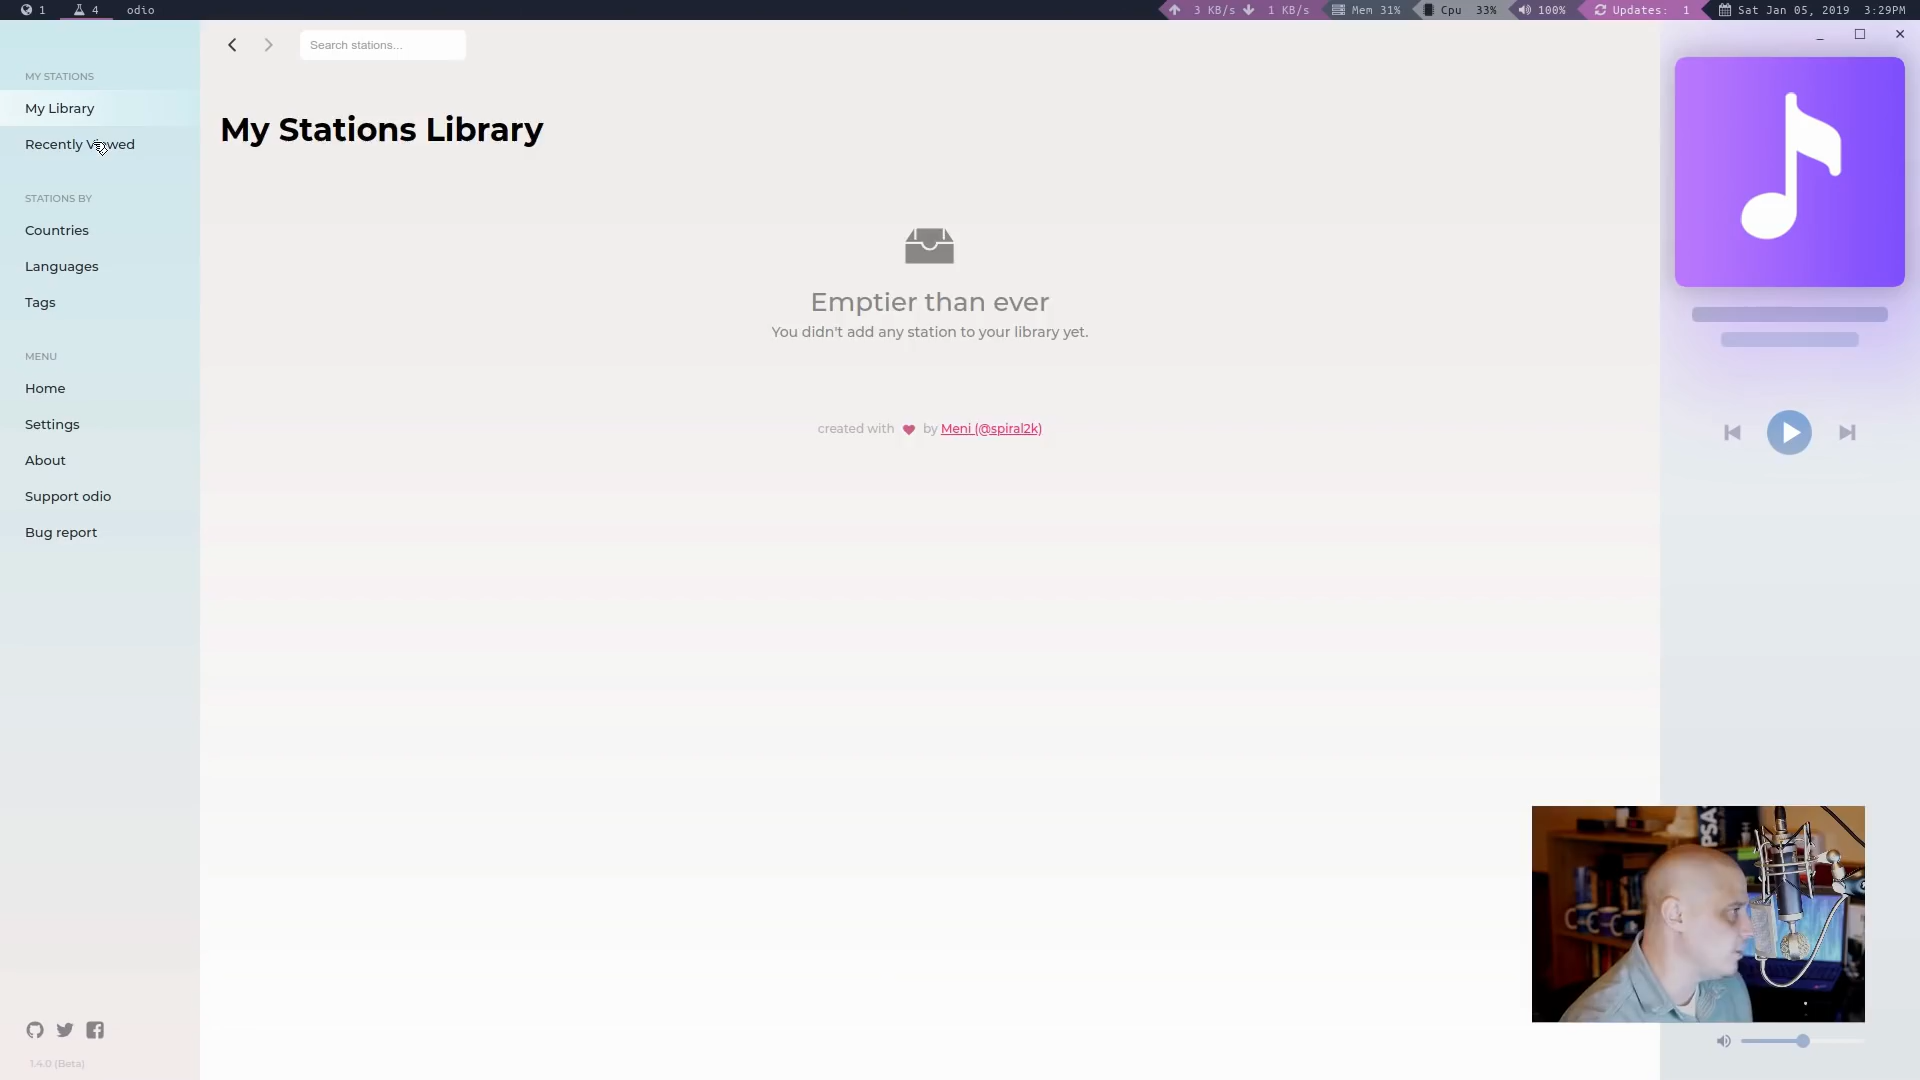 1 4 odio 3 KB/s 1 KB/s Mem 31% Cpu 33% 100% Updates: 1 Sat Jan 05, 2019 3:29PM
Search stations...
MY STATIONS
My Library
Recently Viewed
STATIONS BY
Countries
Languages
Tags
MENU
Home
Settings
About
Support odio
Bug report
1.4.0 (Beta)
My Stations Library
Emptier than ever
You didn't add any station to your library yet.
created with by Meni (@spiral2k)
PSA